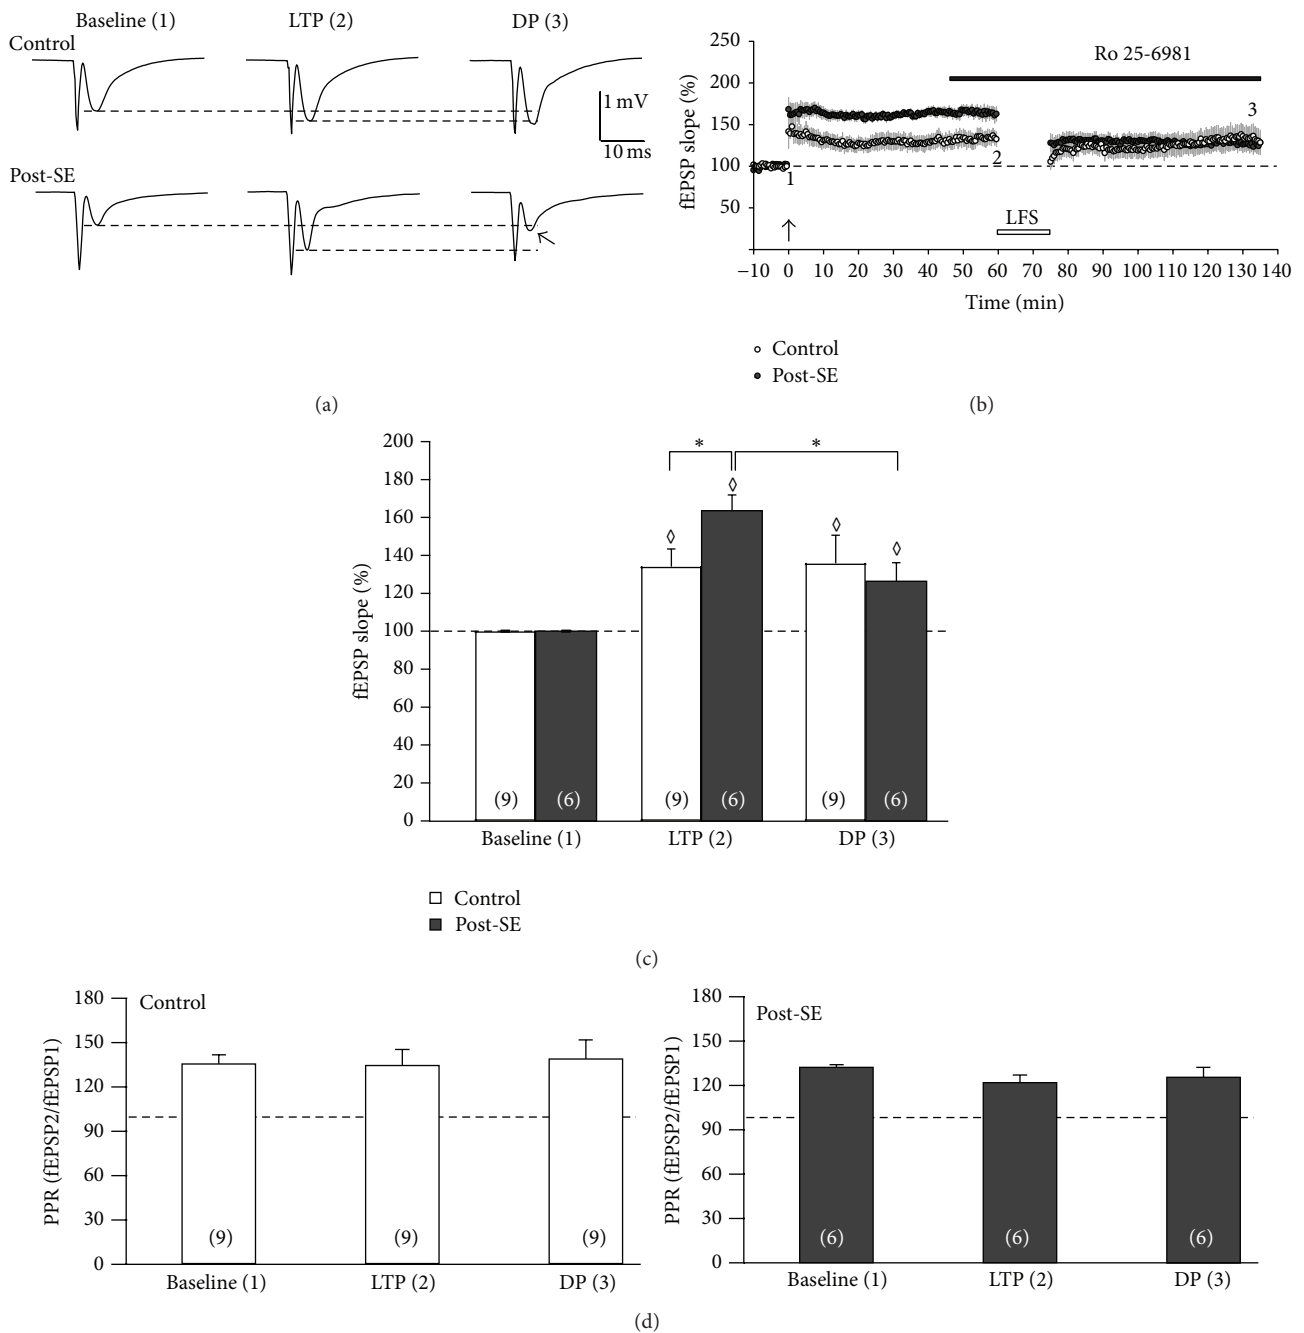 Baseline (1) LTP (2) DP (3)
Control
1 mV
10 ms
Post-SE
(a)
250
200
150
100
50
fEPSP slope (%)
Ro 25-6981
1
2
3
LFS
−10 0 10 20 30 40 50 60 70 80 90 100 110 120 130 140
Time (min)
Control
Post-SE
(b)
200
180
160
140
120
100
80
60
40
20
0
fEPSP slope (%)
* *
◊ ◊ ◊ ◊
(9) (6) (9) (6) (9) (6)
Baseline (1) LTP (2) DP (3)
Control
Post-SE
(c)
180
150
120
90
60
30
0
PPR (fEPSP2/fEPSP1)
Control
(9) (9) (9)
Baseline (1) LTP (2) DP (3)
180
150
120
90
60
30
0
PPR (fEPSP2/fEPSP1)
Post-SE
(6) (6) (6)
Baseline (1) LTP (2) DP (3)
(d)